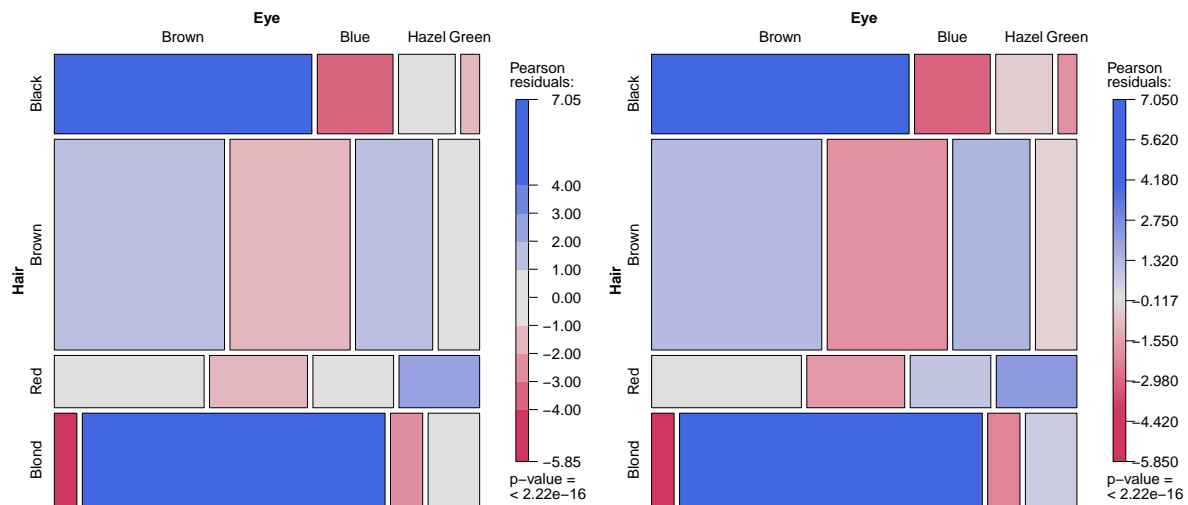 Eye
Brown Blue Hazel Green
Hair
Black
Brown
Red
Blond
Pearson
residuals:
7.05
4.00
3.00
2.00
1.00
0.00
−1.00
−2.00
−3.00
−4.00
−5.85
p−value =
< 2.22e−16
Eye
Brown Blue Hazel Green
Hair
Black
Brown
Red
Blond
Pearson
residuals:
7.050
5.620
4.180
2.750
1.320
−0.117
−1.550
−2.980
−4.420
−5.850
p−value =
< 2.22e−16